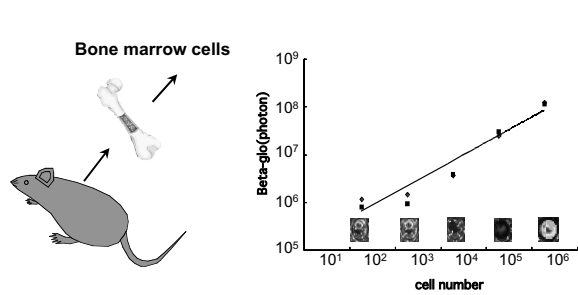 Bone marrow cells
Beta-glo(photon)
10⁹
10⁸
10⁷
10⁶
10⁵
10¹ 10² 10³ 10⁴ 10⁵ 10⁶
cell number